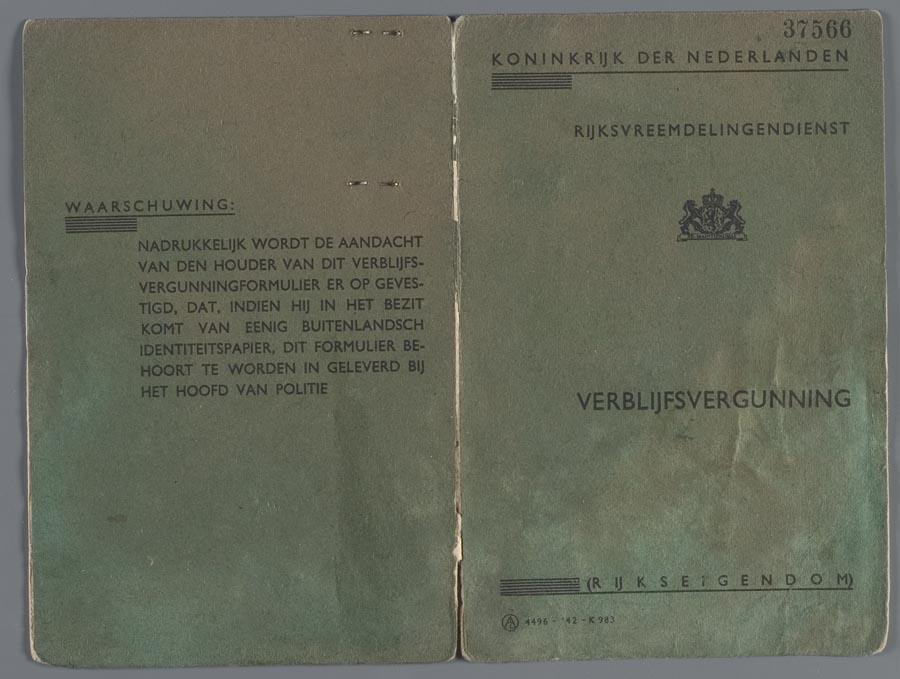 WAARSCHUWING:
NADRUKKELIJK WORDT DE AANDACHT
VAN DEN HOUDER VAN DIT VERBLIJFS-
VERGUNNINGFORMULIER ER OP GEVES-
TIGD, DAT, INDIEN HIJ IN HET BEZIT
KOMT VAN EENIG BUITENLANDSCH
IDENTITEITSPAPIER, DIT FORMULIER BE-
HOORT TE WORDEN IN GELEVERD BIJ
HET HOOFD VAN POLITIE
37566
KONINKRIJK DER NEDERLANDEN
RIJKSVREEMDELINGENDIENST
VERBLIJFSVERGUNNING
(RIJKSEIGENDOM)
4496 - '42 - K 983